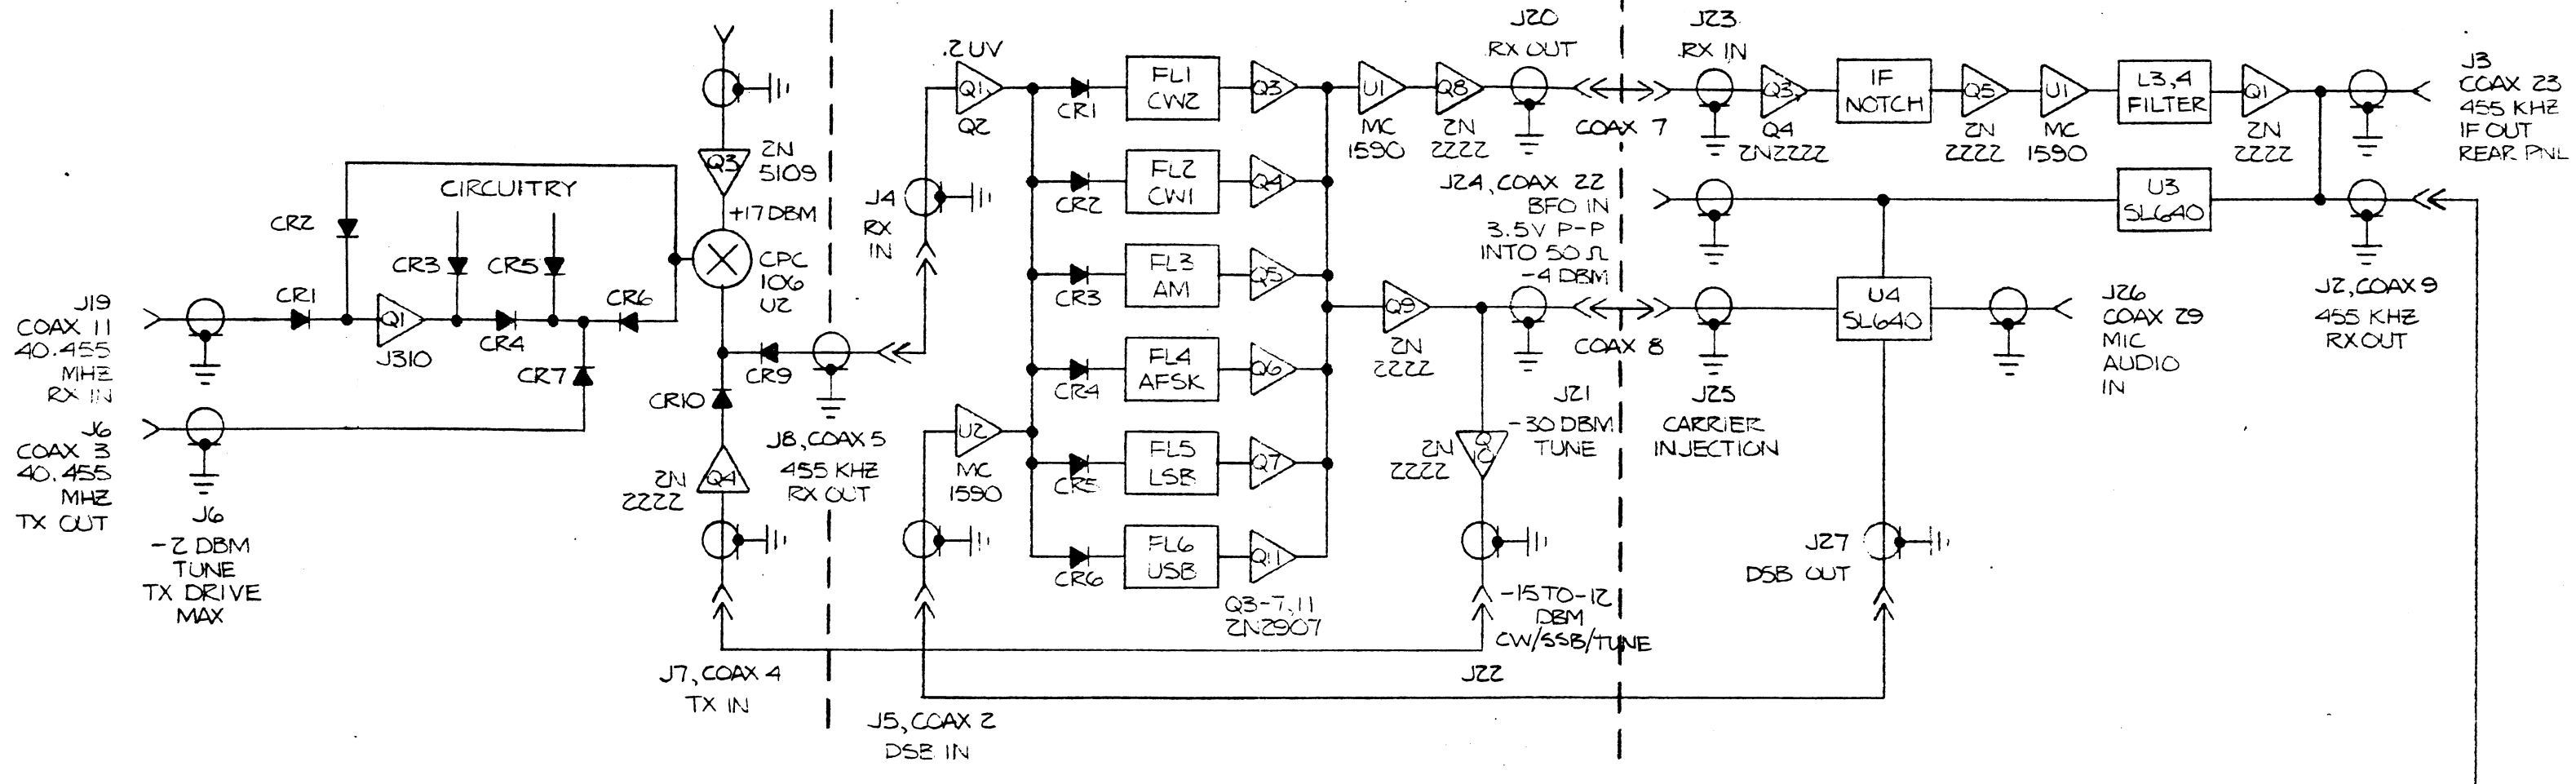 CIRCUITRY
CR2
CR3
CR5
CR1
Q1
J310
CR4
CR6
CR7
J19
COAX 11
40.455
MHZ
RX IN
J6
COAX 3
40.455
MHZ
TX OUT
J6
-2 DBM
TUNE
TX DRIVE
MAX
Q3
2N
5109
+17 DBM
CPC
106
U2
CR9
CR10
Q4
2N
2222
J8, COAX 5
455 KHZ
RX OUT
J7, COAX 4
TX IN
J4
RX
IN
.2 UV
Q1
Q2
CR1
FL1
CW2
Q3
CR2
FL2
CW1
Q4
CR3
FL3
AM
Q5
CR4
FL4
AFSK
Q6
CR5
FL5
LSB
Q7
CR6
FL6
USB
Q11
Q3-7,11
2N2907
U2
MC
1590
J5, COAX 2
DSB IN
U1
MC
1590
Q8
2N
2222
J20
RX OUT
COAX 7
J24, COAX 22
BFO IN
3.5V P-P
INTO 50 Ω
-4 DBM
Q9
2N
2222
COAX 8
J21
-30 DBM
TUNE
Q
10
2N
2222
-15 TO -12
DBM
CW/SSB/TUNE
J22
J23
RX IN
Q3
Q4
2N2222
IF
NOTCH
Q5
2N
2222
U1
MC
1590
L3,4
FILTER
Q1
2N
2222
J3
COAX 23
455 KHZ
IF OUT
REAR PNL
U3
SL640
J2, COAX 9
455 KHZ
RX OUT
U4
SL640
J25
CARRIER
INJECTION
J26
COAX 29
MIC
AUDIO
IN
J27
DSB OUT